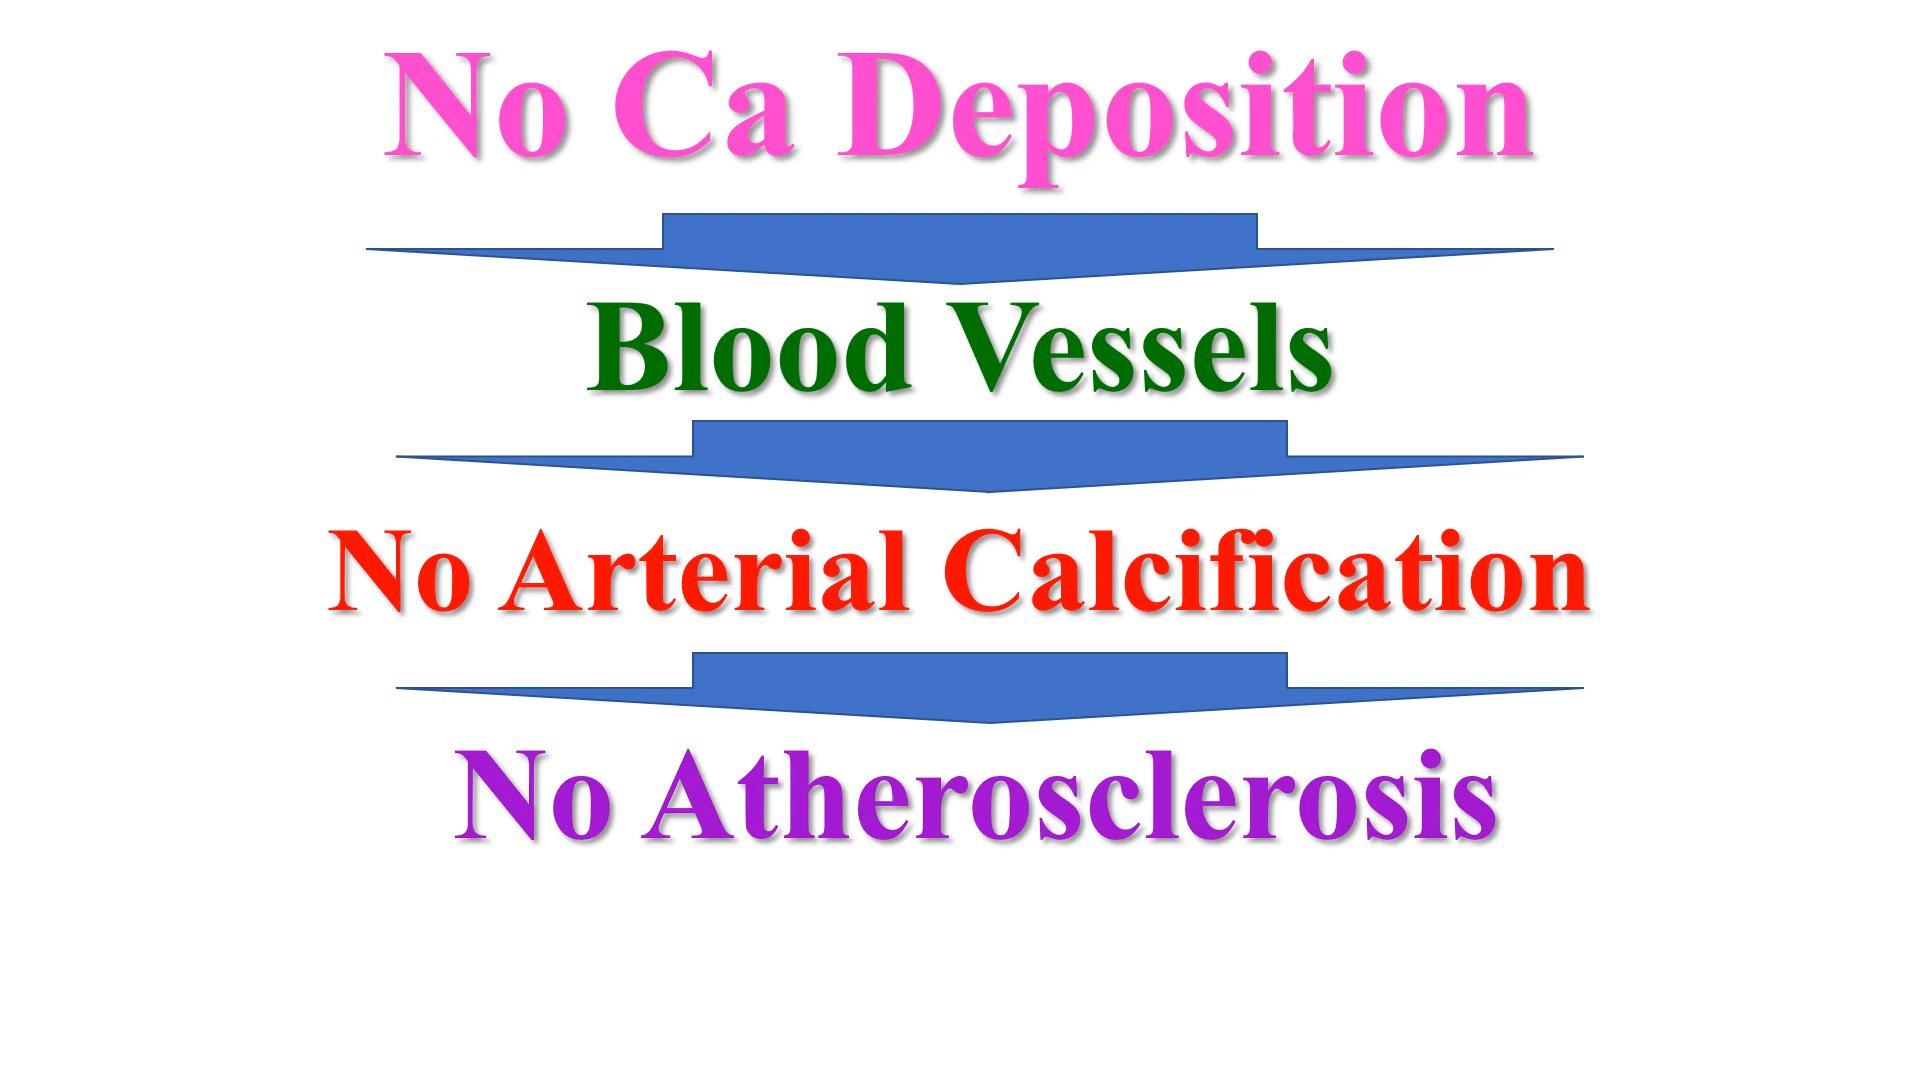 No Ca Deposition
Blood Vessels
No Arterial Calcification
No Atherosclerosis